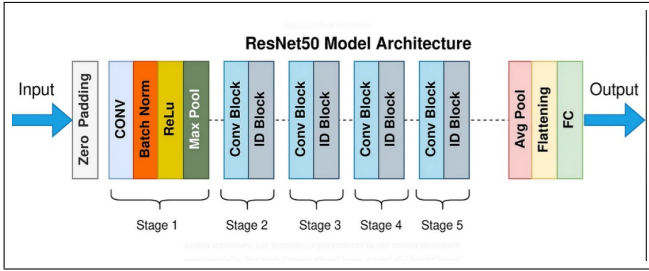 ResNet50 Model Architecture
Input
Zero Padding
CONV
Batch Norm
ReLu
Max Pool
Conv Block
ID Block
Conv Block
ID Block
Conv Block
ID Block
Conv Block
ID Block
Avg Pool
Flattening
FC
Output
Stage 1
Stage 2
Stage 3
Stage 4
Stage 5